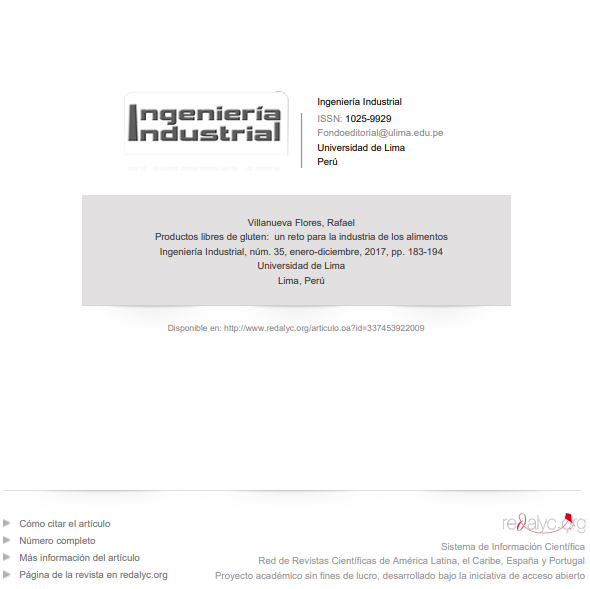 Ingeniería
Industrial
Ingeniería Industrial
ISSN: 1025-9929
Fondoeditorial@ulima.edu.pe
Universidad de Lima
Perú
Villanueva Flores, Rafael
Productos libres de gluten:  un reto para la industria de los alimentos
Ingeniería Industrial, núm. 35, enero-diciembre, 2017, pp. 183-194
Universidad de Lima
Lima, Perú
Disponible en: http://www.redalyc.org/articulo.oa?id=337453922009
Cómo citar el artículo
Número completo
Más información del artículo
Página de la revista en redalyc.org
redalyc.org
Sistema de Información Científica
Red de Revistas Científicas de América Latina, el Caribe, España y Portugal
Proyecto académico sin fines de lucro, desarrollado bajo la iniciativa de acceso abierto